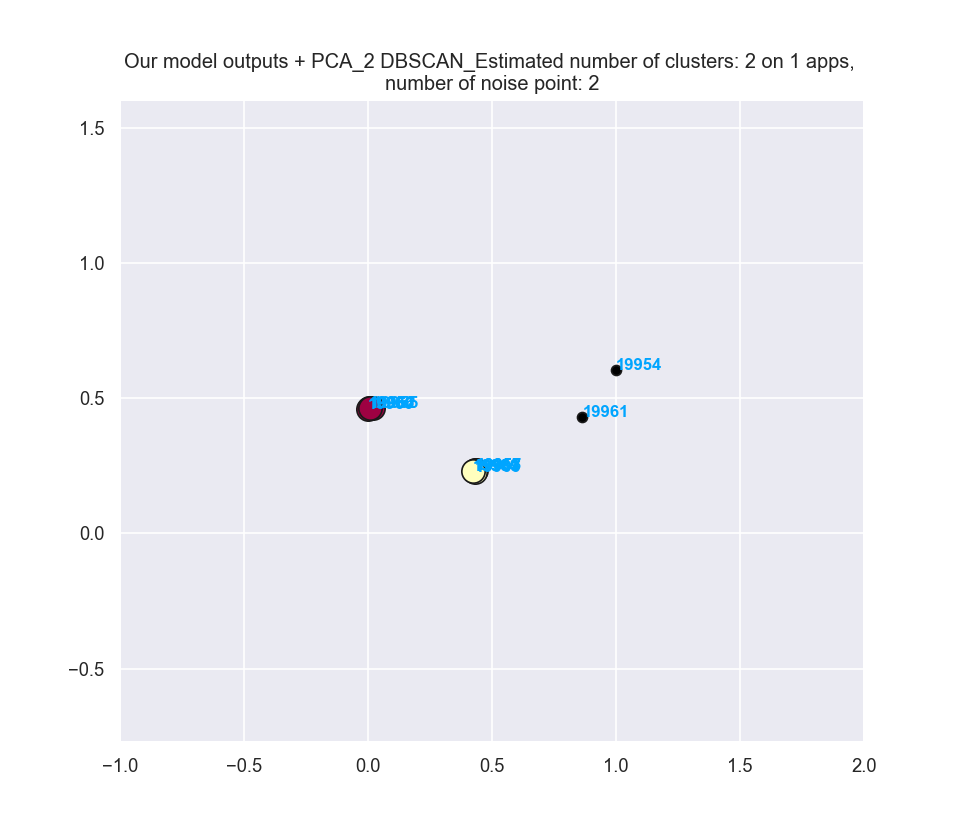 Our model outputs + PCA_2 DBSCAN_Estimated number of clusters: 2 on 1 apps,
number of noise point: 2
1.5
1.0
19954
0.5
19961
0.0
−0.5
−1.0 −0.5 0.0 0.5 1.0 1.5 2.0